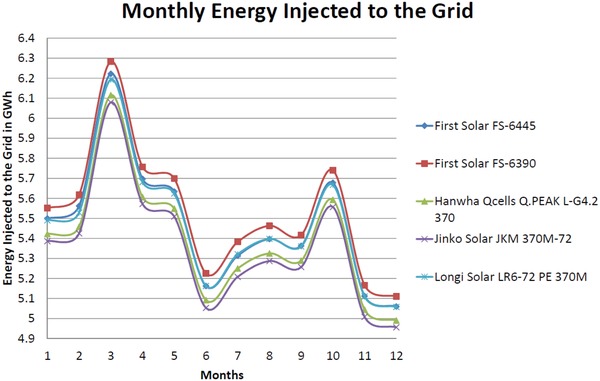 Monthly Energy Injected to the Grid
Energy Injected to the Grid in GWh
6.4
6.3
6.2
6.1
6
5.9
5.8
5.7
5.6
5.5
5.4
5.3
5.2
5.1
5
4.9
1 2 3 4 5 6 7 8 9 10 11 12
Months
First Solar FS-6445
First Solar FS-6390
Hanwha Qcells Q.PEAK L-G4.2
370
Jinko Solar JKM 370M-72
Longi Solar LR6-72 PE 370M